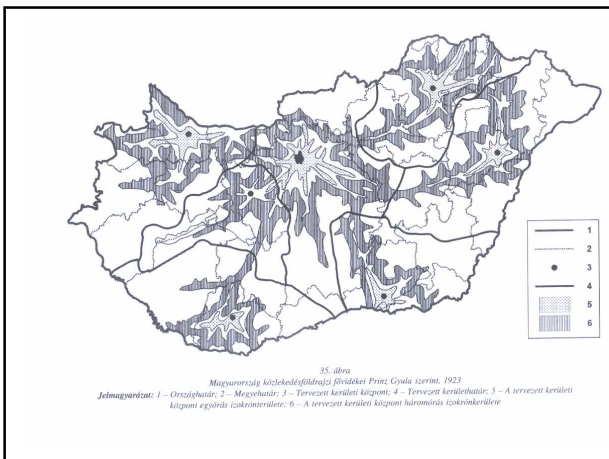 1
2
3
4
5
6
35. ábra
Magyarország közlekedésföldrajzi fővidékei Prinz Gyula szerint, 1923
Jelmagyarázat: 1 – Országhatár; 2 – Megyehatár; 3 – Tervezett kerületi központ; 4 – Tervezett kerülethatár; 5 – A tervezett kerületi
központ egyórás izokrónterülete; 6 – A tervezett kerületi központ háromórás izokrónkerülete